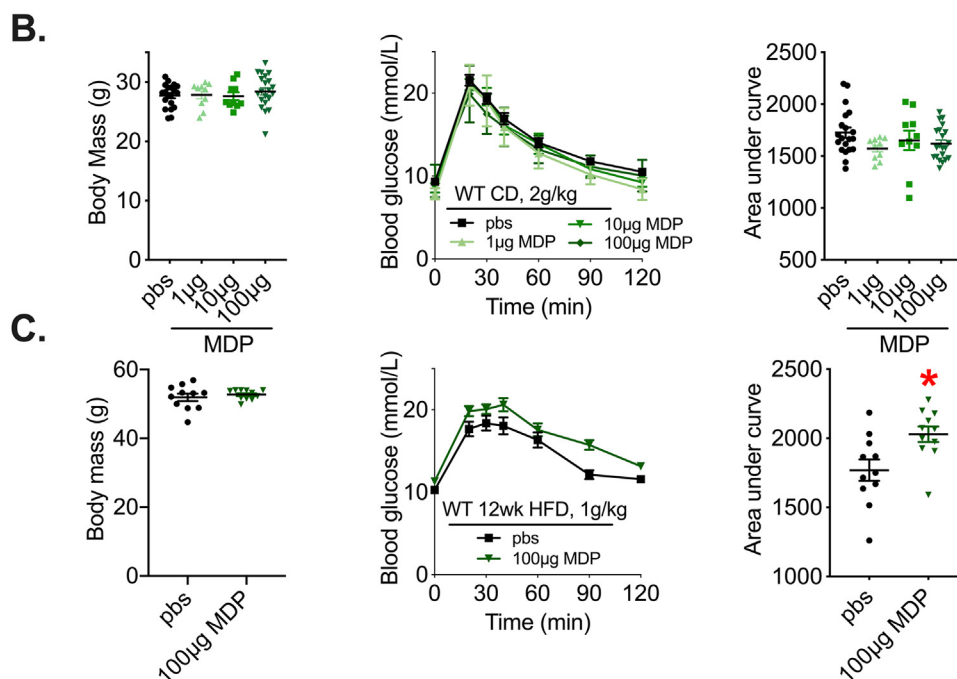 B.
Body Mass (g)
40
30
20
10
0
pbs
1µg
10µg
100µg
MDP
Blood glucose (mmol/L)
20
10
0
WT CD, 2g/kg
pbs
10µg MDP
1µg MDP
100µg MDP
0
30
60
90
120
Time (min)
Area under curve
2500
2000
1500
1000
500
pbs
1µg
10µg
100µg
MDP
C.
Body mass (g)
60
40
20
0
pbs
100µg MDP
Blood glucose (mmol/L)
20
10
0
WT 12wk HFD, 1g/kg
pbs
100µg MDP
0
30
60
90
120
Time (min)
Area under curve
2500
2000
1500
1000
*
pbs
100µg MDP